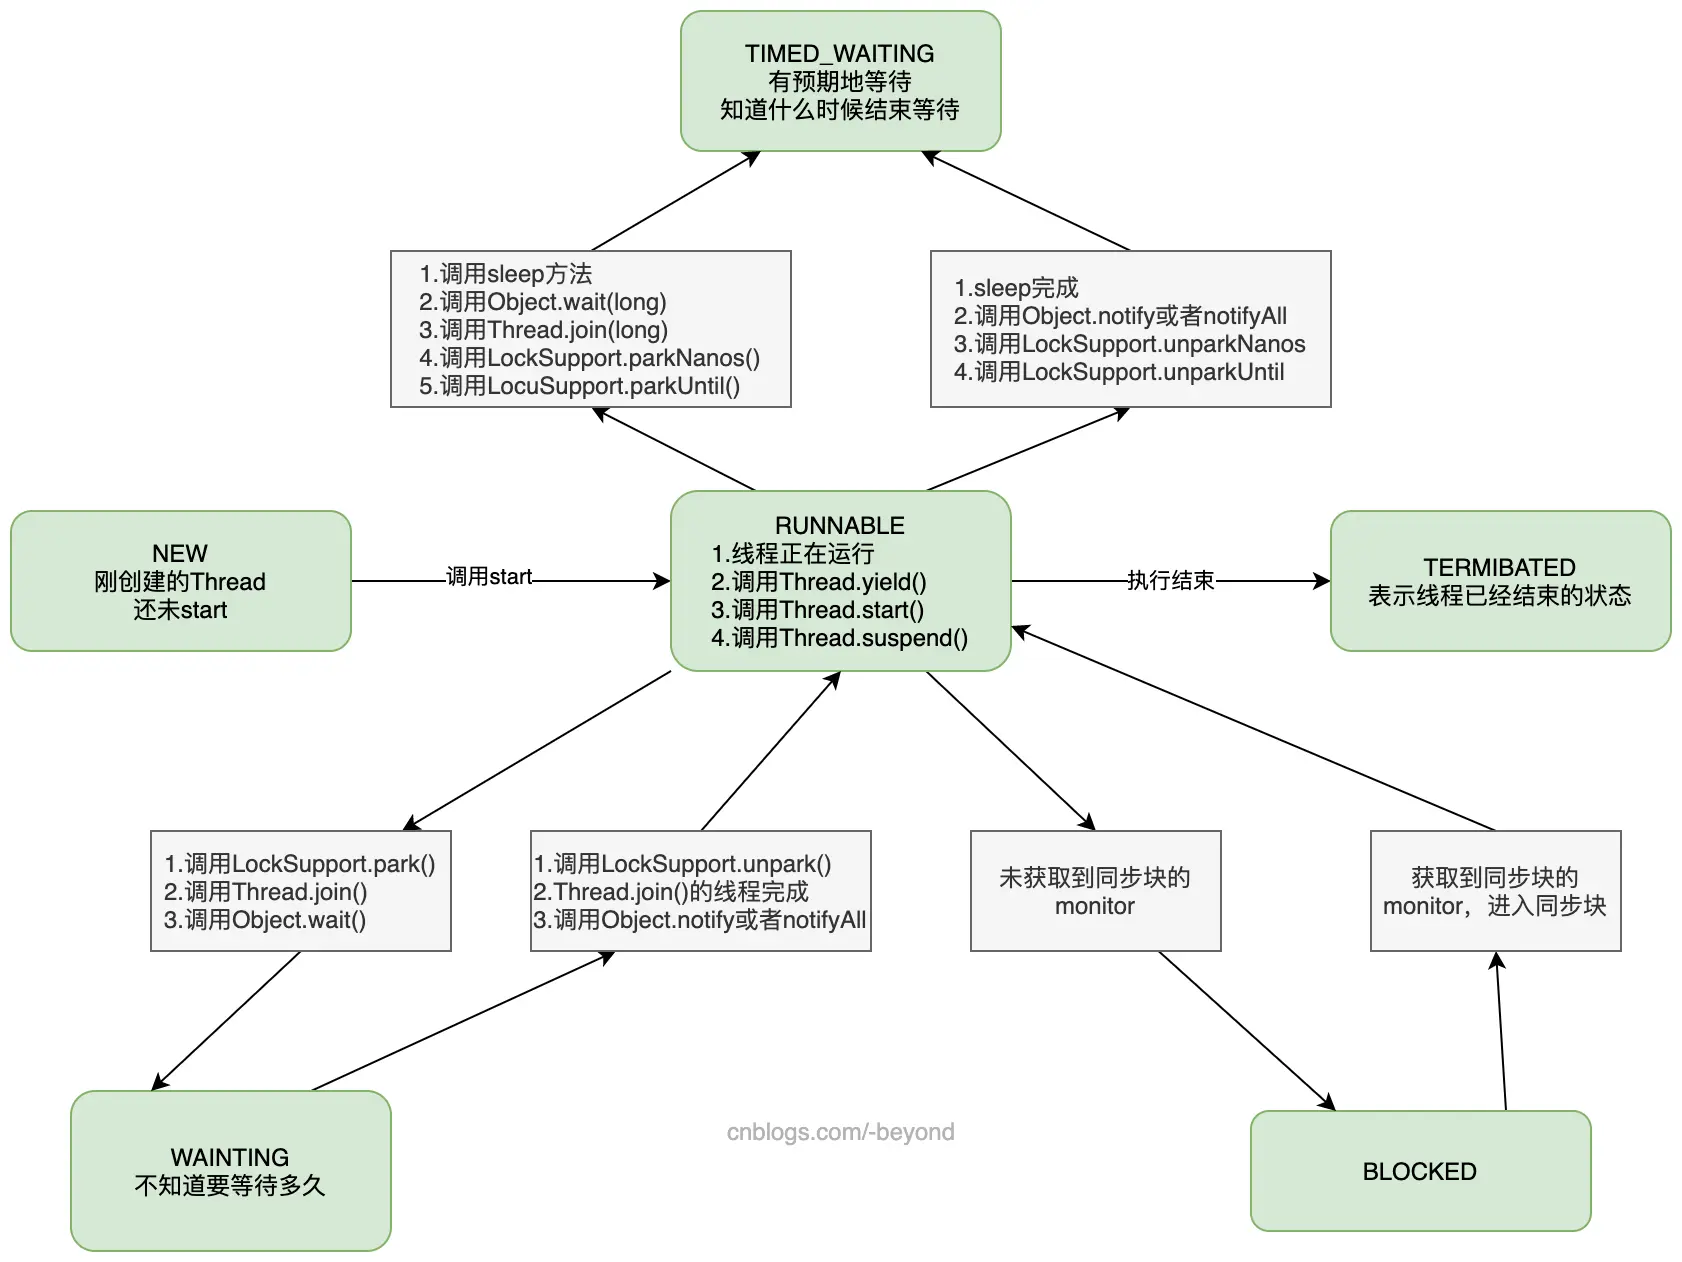 TIMED_WAITING
有预期地等待
知道什么时候结束等待
1.调用sleep方法
2.调用Object.wait(long)
3.调用Thread.join(long)
4.调用LockSupport.parkNanos()
5.调用LocuSupport.parkUntil()
1.sleep完成
2.调用Object.notify或者notifyAll
3.调用LockSupport.unparkNanos
4.调用LockSupport.unparkUntil
NEW
刚创建的Thread
还未start
调用start
RUNNABLE
1.线程正在运行
2.调用Thread.yield()
3.调用Thread.start()
4.调用Thread.suspend()
执行结束
TERMIBATED
表示线程已经结束的状态
1.调用LockSupport.park()
2.调用Thread.join()
3.调用Object.wait()
1.调用LockSupport.unpark()
2.Thread.join()的线程完成
3.调用Object.notify或者notifyAll
未获取到同步块的
monitor
获取到同步块的
monitor，进入同步块
WAINTING
不知道要等待多久
cnblogs.com/-beyond
BLOCKED